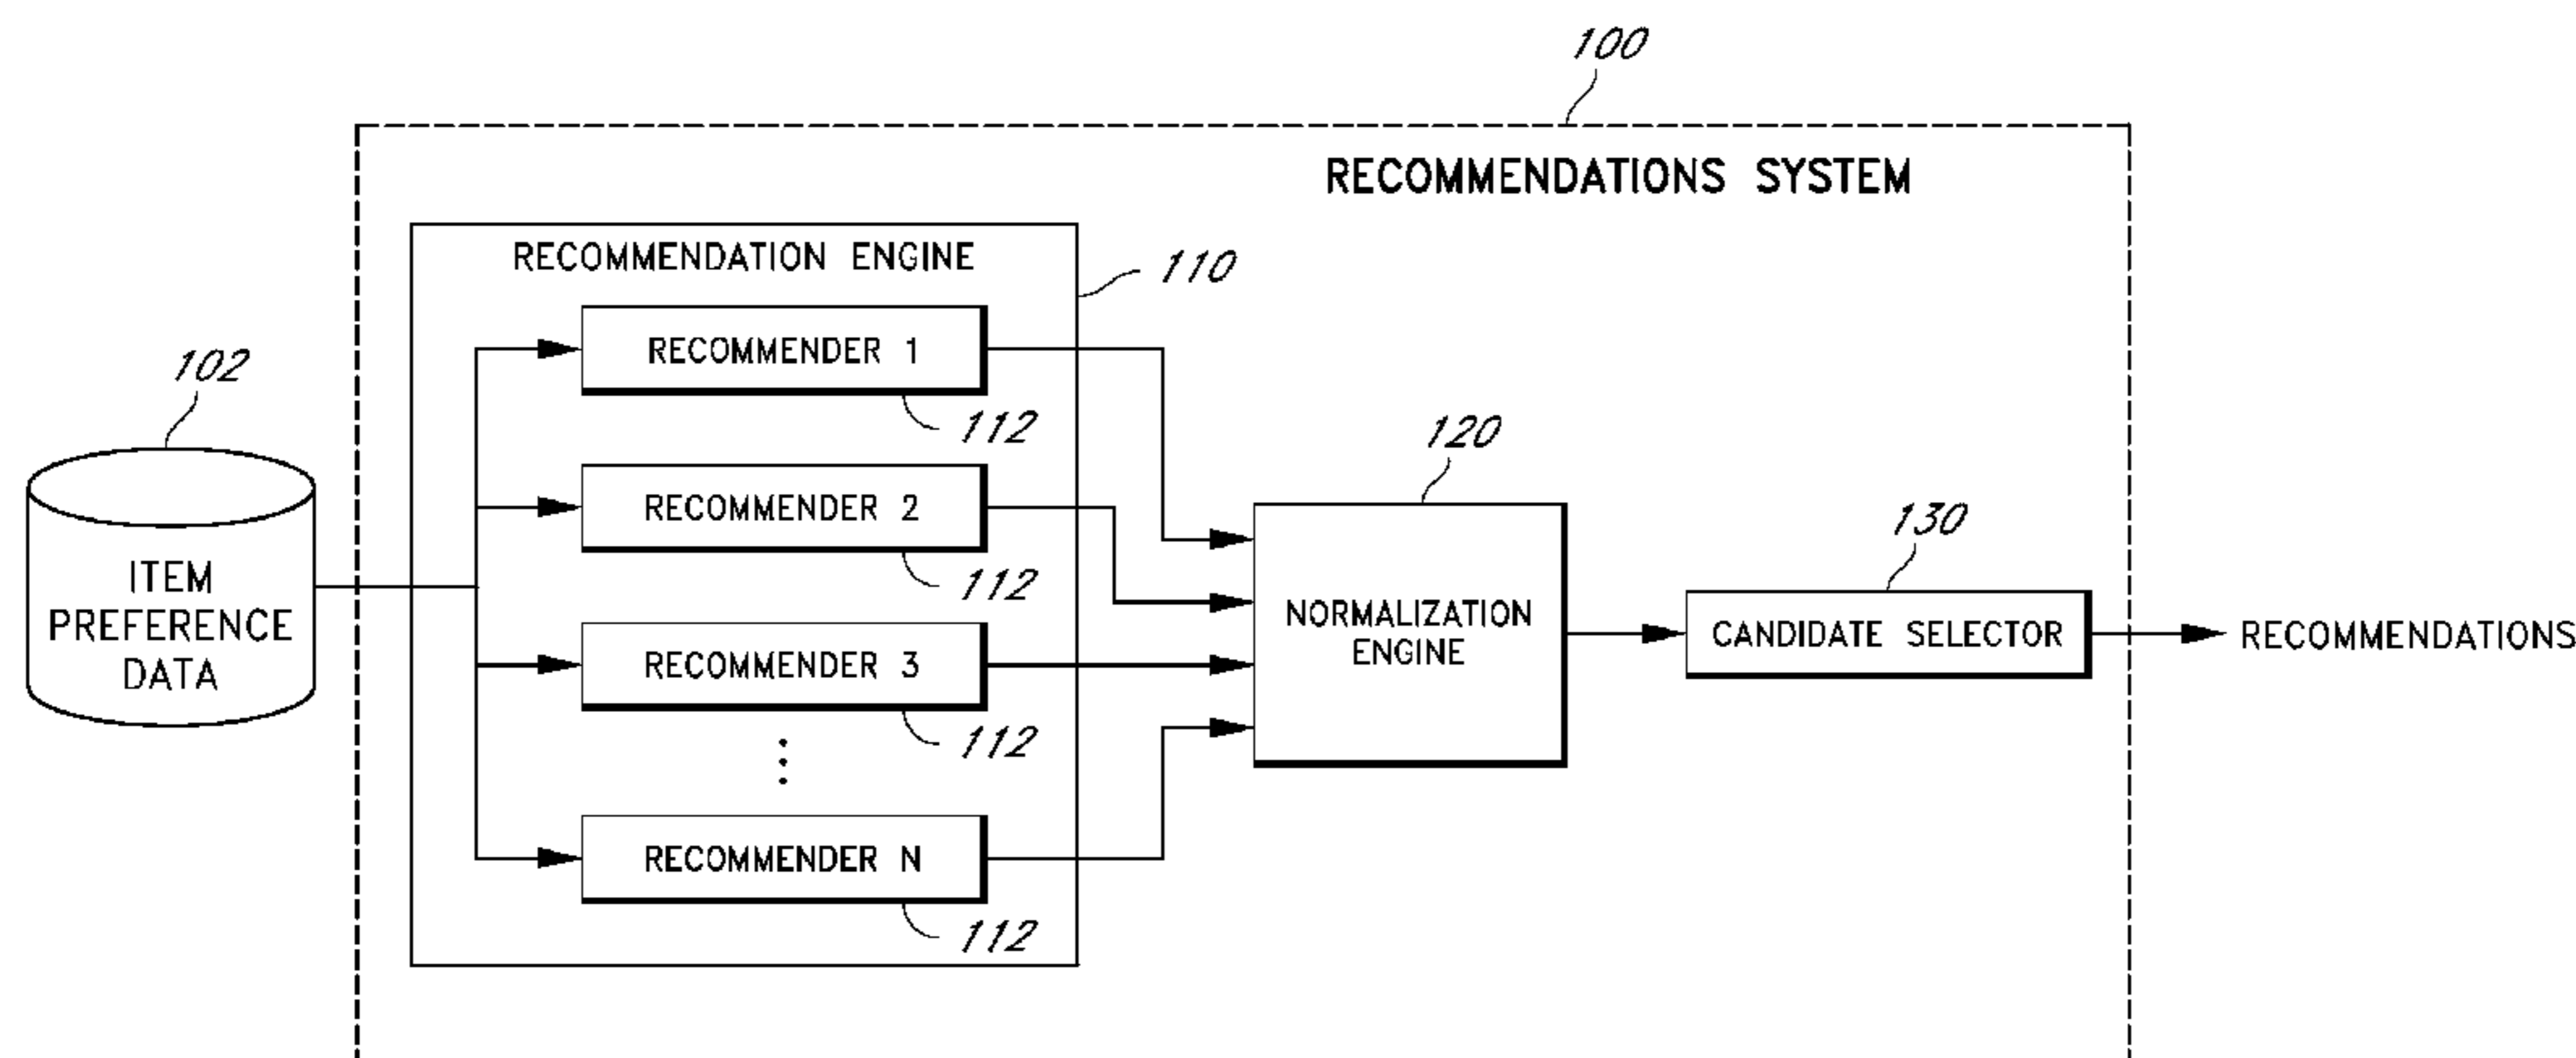 100
RECOMMENDATIONS SYSTEM
RECOMMENDATION ENGINE
110
RECOMMENDER 1
112
102
RECOMMENDER 2
112
120
130
ITEM
PREFERENCE
DATA
RECOMMENDER 3
112
NORMALIZATION
ENGINE
CANDIDATE SELECTOR
RECOMMENDATIONS
RECOMMENDER N
112